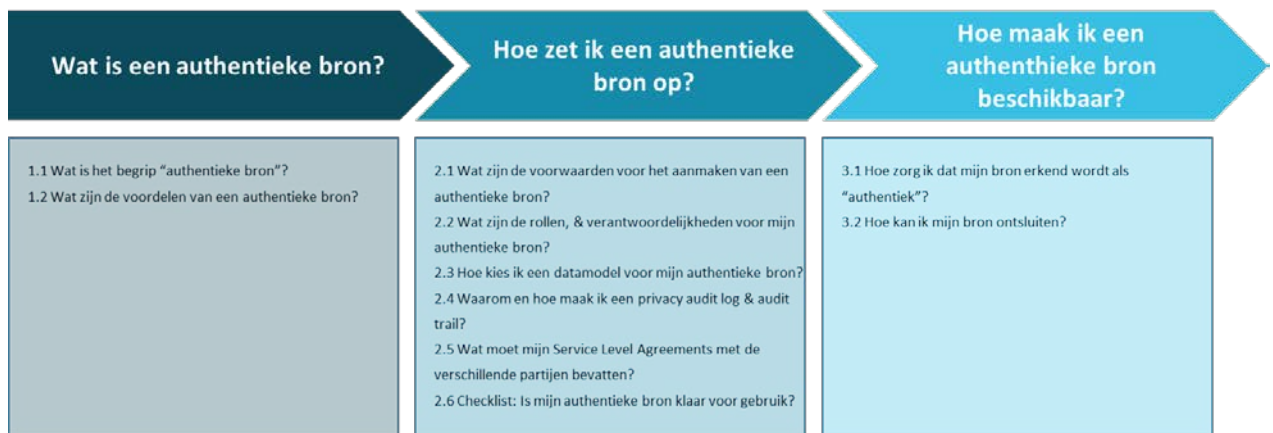 Wat is een authentieke bron?
Hoe zet ik een authentieke
bron op?
Hoe maak ik een
authenthieke bron
beschikbaar?
1.1 Wat is het begrip “authentieke bron”?
1.2 Wat zijn de voordelen van een authentieke bron?
2.1 Wat zijn de voorwaarden voor het aanmaken van een
authentieke bron?
2.2 Wat zijn de rollen, & verantwoordelijkheden voor mijn
authentieke bron?
2.3 Hoe kies ik een datamodel voor mijn authentieke bron?
2.4 Waarom en hoe maak ik een privacy audit log & audit
trail?
2.5 Wat moet mijn Service Level Agreements met de
verschillende partijen bevatten?
2.6 Checklist: Is mijn authentieke bron klaar voor gebruik?
3.1 Hoe zorg ik dat mijn bron erkend wordt als
“authentiek”?
3.2 Hoe kan ik mijn bron ontsluiten?